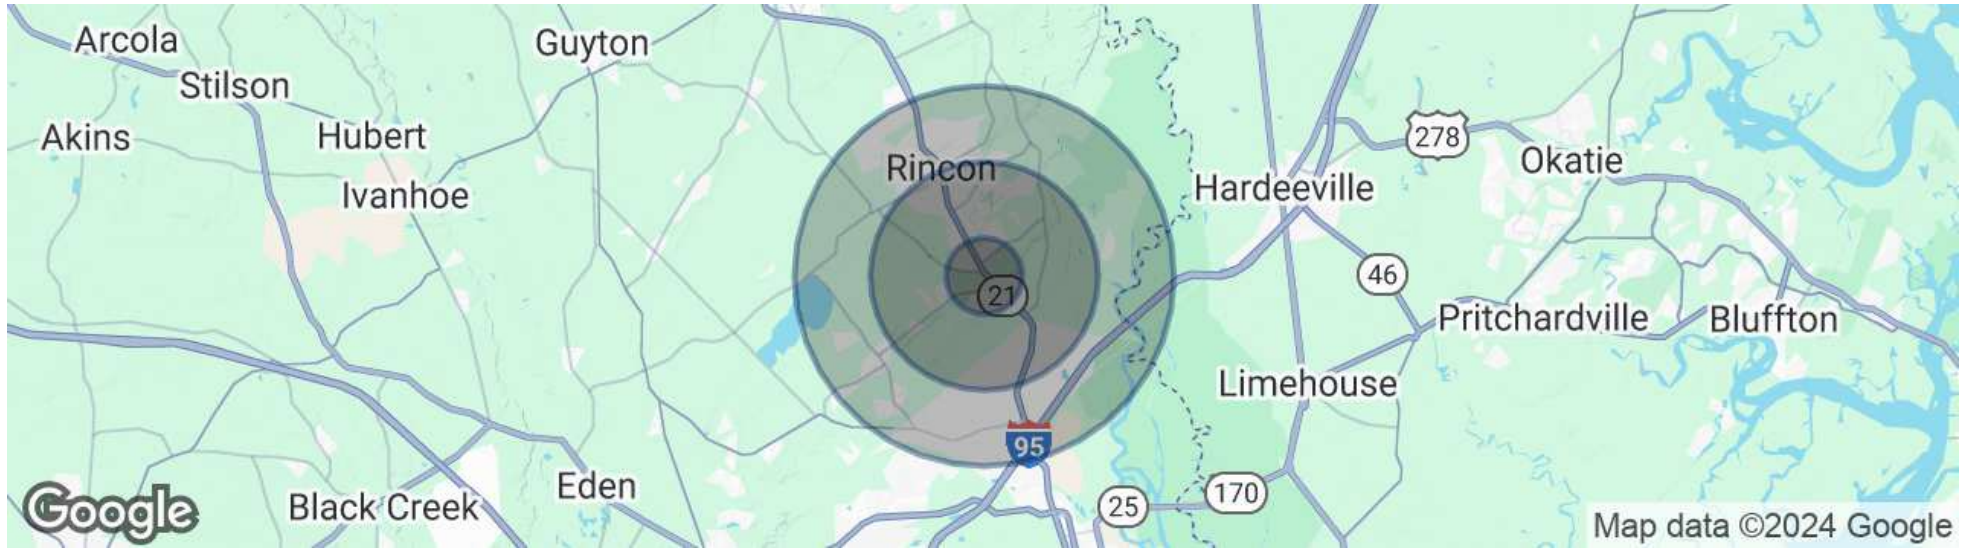 Arcola
Guyton
Stilson
Akins
Hubert
278
Rincon
Okatie
Ivanhoe
Hardeeville
46
21
Pritchardville
Bluffton
Limehouse
95
Eden
170
Black Creek
25
Google
Map data ©2024 Google